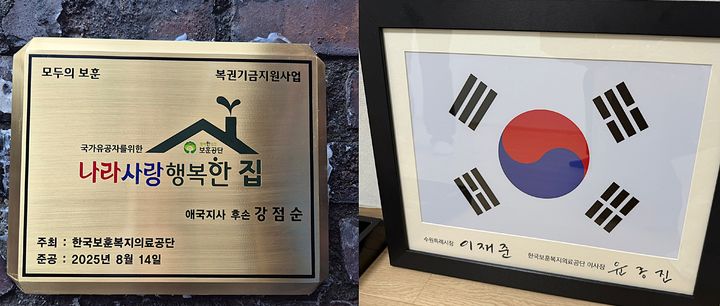 모두의 보훈
복권기금지원사업
국가유공자를위한
보훈공단
나라사랑행복한 집
애국지사 후손 강점순
주최 : 한국보훈복지의료공단
준공 : 2025년 8월 14일
수원특례시장 이재준
한국보훈복지의료공단 이사장 윤종진